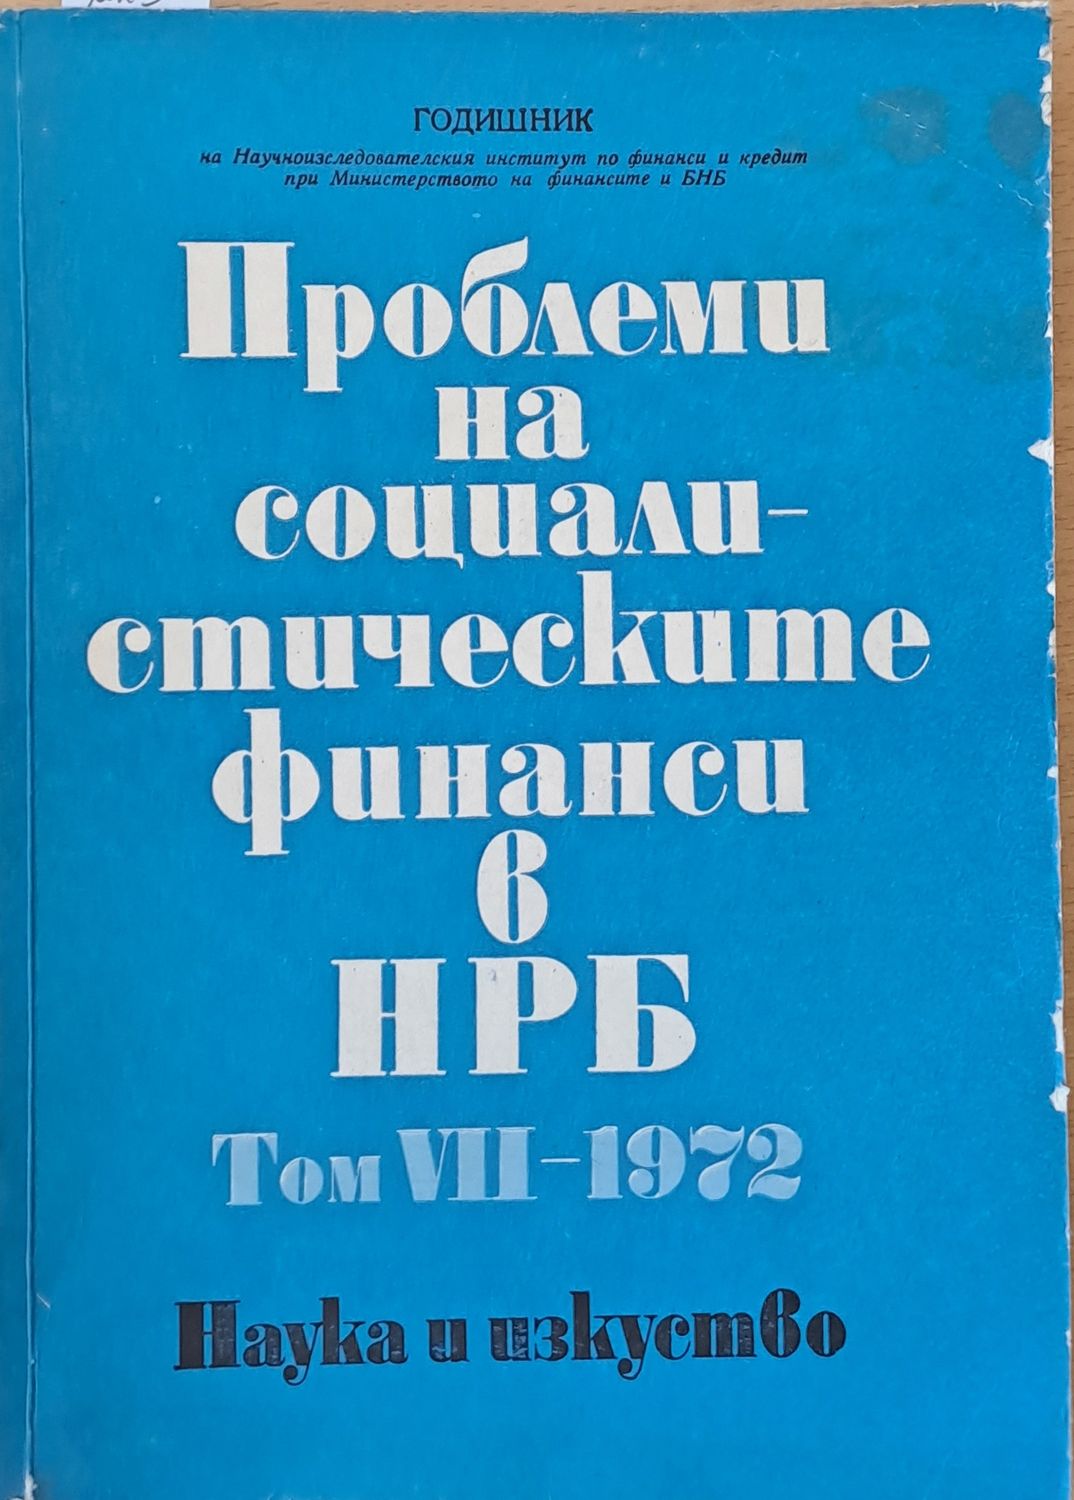 ГОДИШНИК
на Научноизследователския институт по финанси и кредит
при Министерството на финансите и БНБ
Проблеми
на
социали-
стическите
финанси
в
НРБ
Том VII – 1972
Наука и изкуство